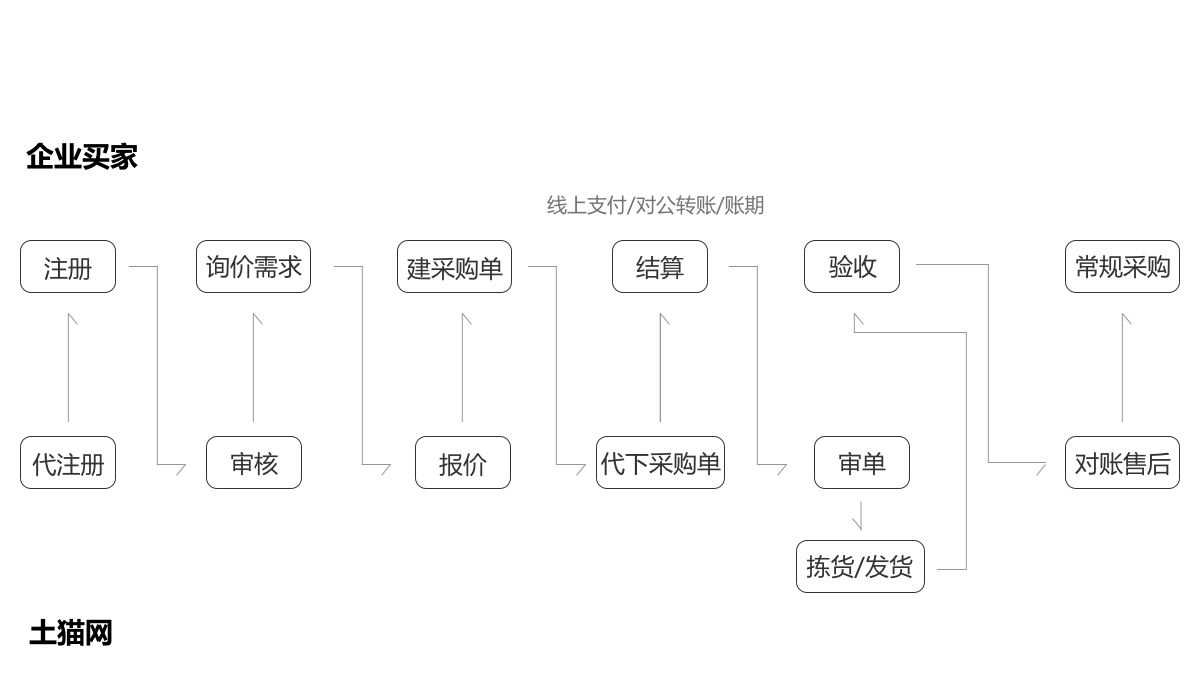 企业买家
线上支付/对公转账/账期
注册
询价需求
建采购单
结算
验收
常规采购
代注册
审核
报价
代下采购单
审单
对账售后
拣货/发货
土猫网